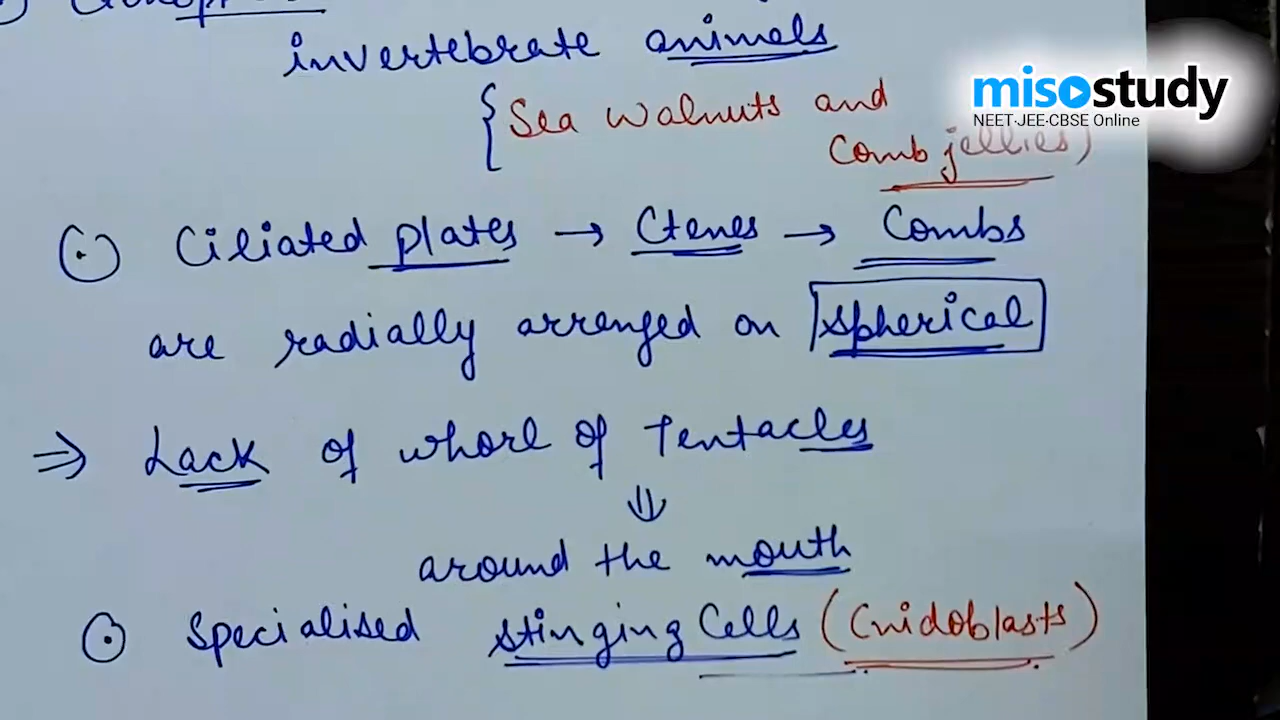 invertebrate animals
{Sea walnuts and
Comb jellies}
misostudy
NEET·JEE·CBSE Online
⊙ Ciliated plates → Ctenes → Combs
are radially arranged on spherical
⇒ Lack of whorl of Tentacles
⇓
around the mouth
⊙ Specialised stinging cells (Cnidoblasts)